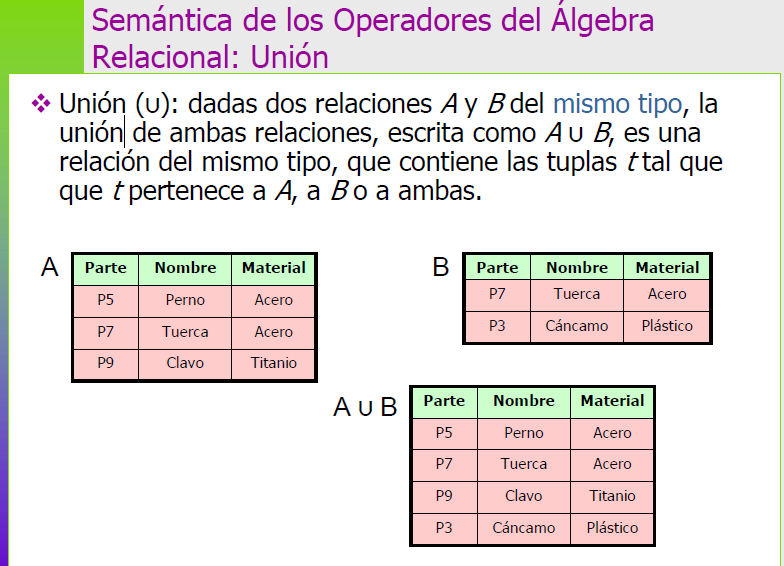 Semántica de los Operadores del Álgebra
Relacional: Unión
Unión (∪): dadas dos relaciones A y B del mismo tipo, la
unión de ambas relaciones, escrita como A ∪ B, es una
relación del mismo tipo, que contiene las tuplas t tal que
que t pertenece a A, a B o a ambas.
A
Parte Nombre Material
P5 Perno Acero
P7 Tuerca Acero
P9 Clavo Titanio
B
Parte Nombre Material
P7 Tuerca Acero
P3 Cáncamo Plástico
A ∪ B
Parte Nombre Material
P5 Perno Acero
P7 Tuerca Acero
P9 Clavo Titanio
P3 Cáncamo Plástico